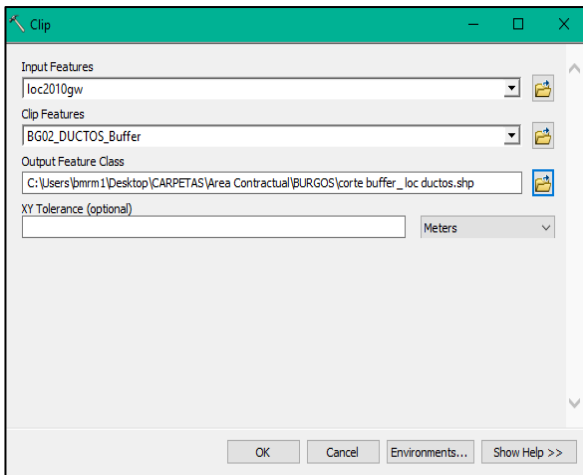 Clip
Input Features
loc2010gw
Clip Features
BG02_DUCTOS_Buffer
Output Feature Class
C:\Users\bmrm1\Desktop\CARPETAS\Area Contractual\BURGOS\corte buffer_ loc ductos.shp
XY Tolerance (optional)
Meters
OK Cancel Environments... Show Help >>